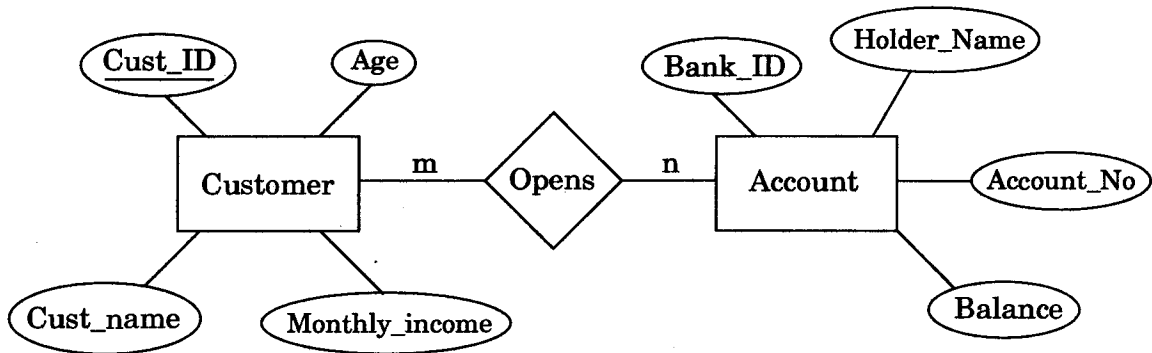 Cust_ID
Age
Bank_ID
Holder_Name
Customer
m
Opens
n
Account
Account_No
Cust_name
Monthly_income
Balance